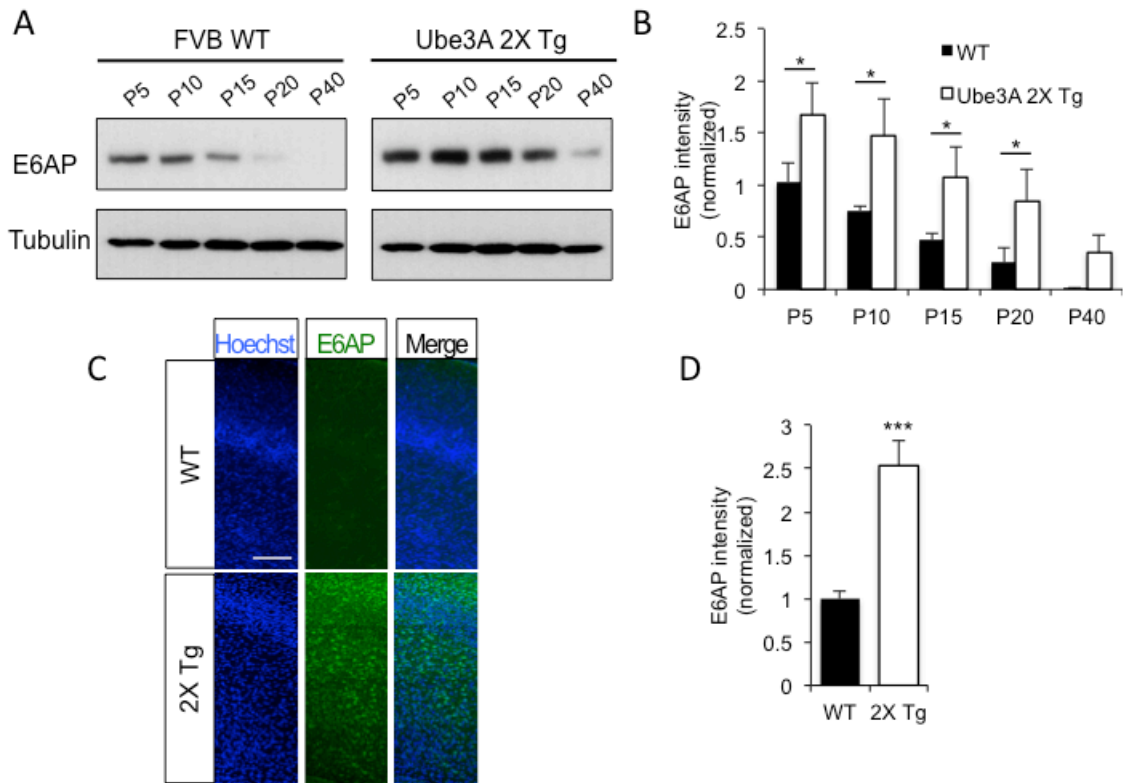 A
FVB WT
Ube3A 2X Tg
P5 P10 P15 P20 P40
P5 P10 P15 P20 P40
E6AP
Tubulin
B
WT
Ube3A 2X Tg
E6AP intensity
(normalized)
2.5
2
1.5
1
0.5
0
* * * *
P5 P10 P15 P20 P40
C
Hoechst E6AP Merge
WT
2X Tg
D
E6AP intensity
(normalized)
3
2.5
2
1.5
1
0.5
0
***
WT 2X Tg